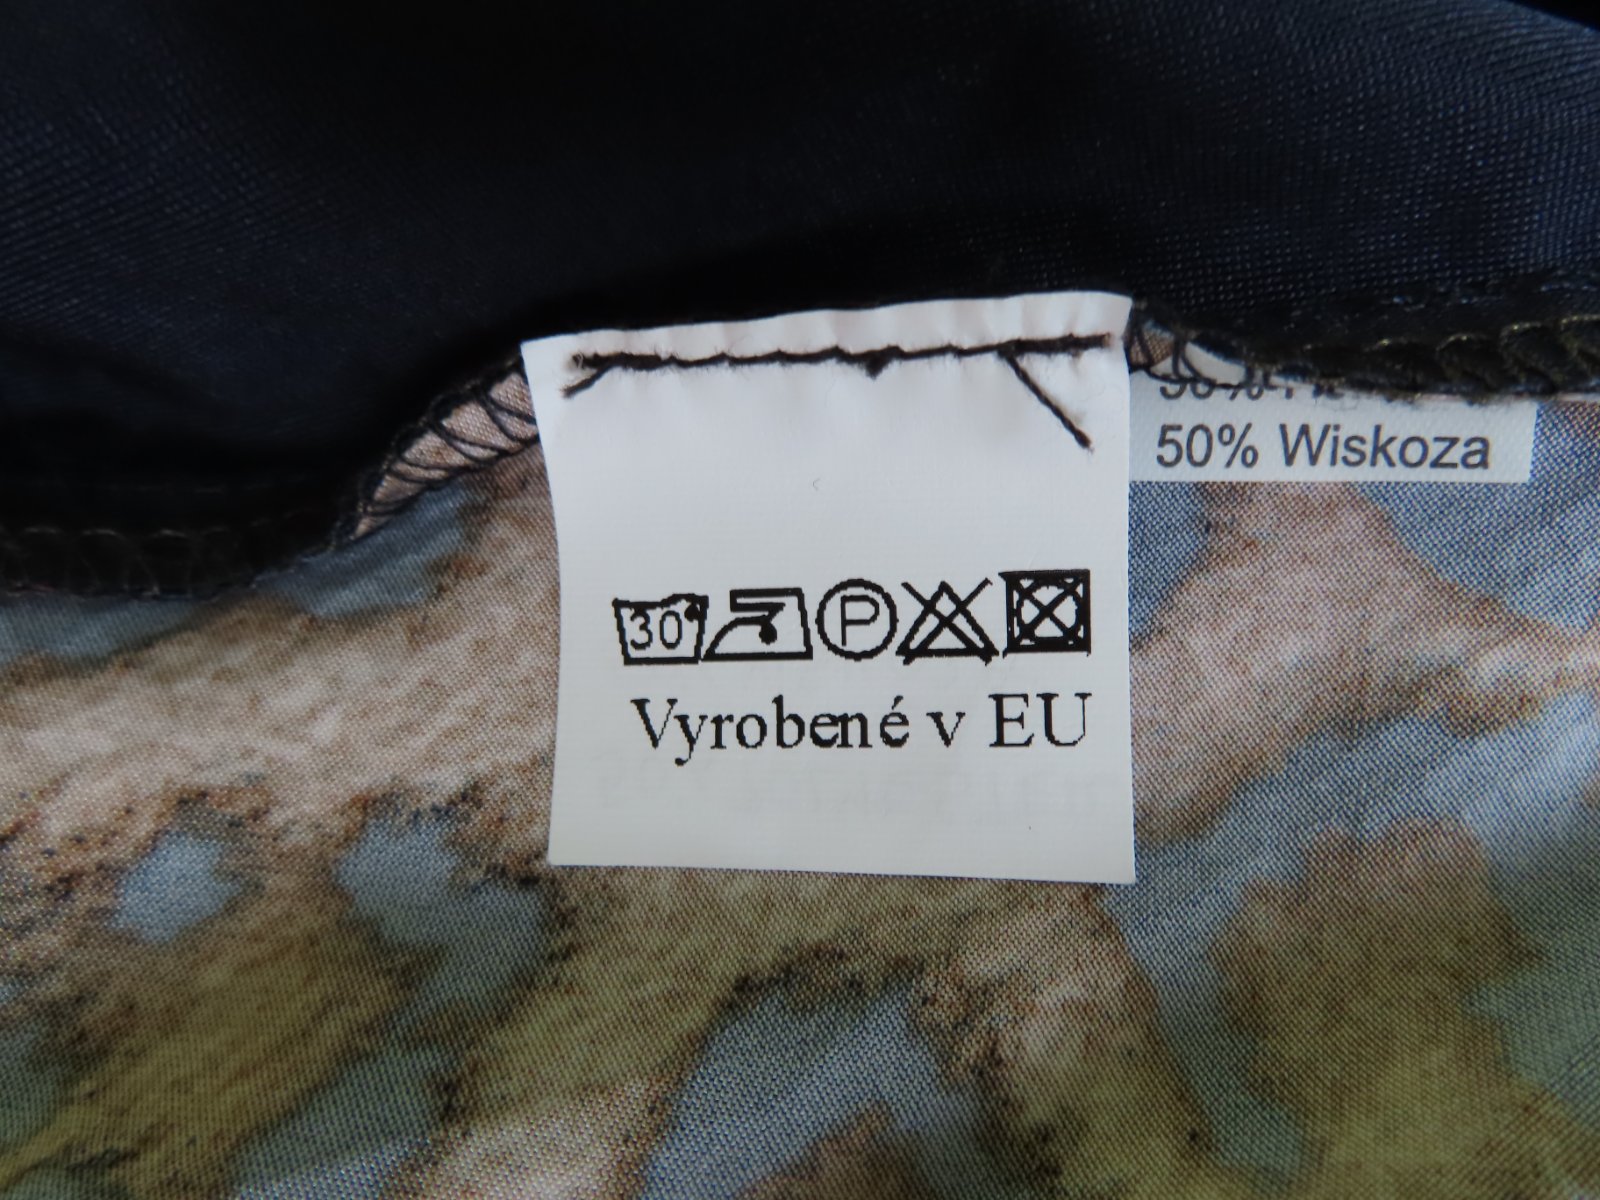 50% Wiskoza
30°
P
Vyrobené v EU